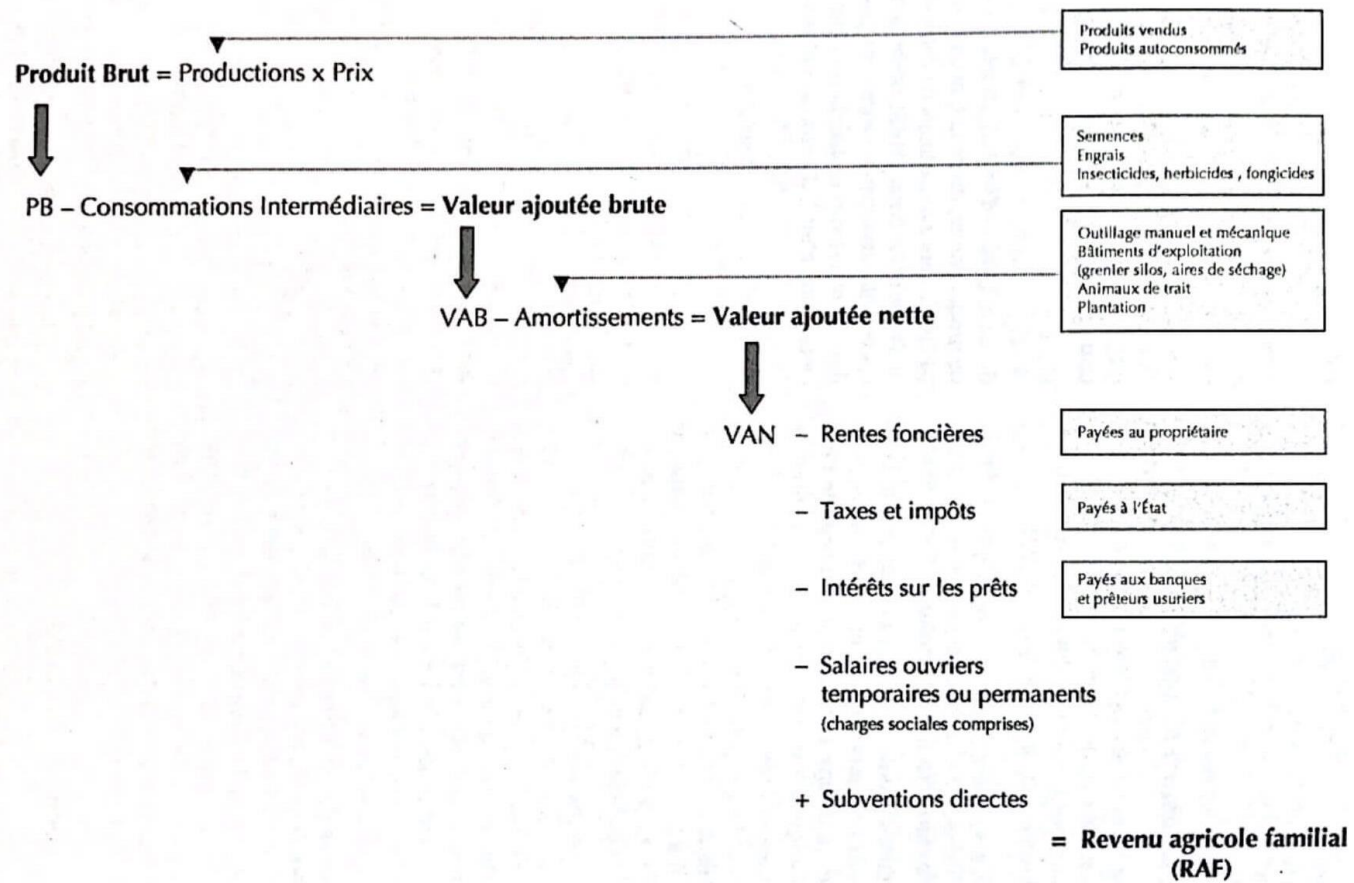 Produits vendus
Produits autoconsommés
Produit Brut = Productions x Prix
Semences
Engrais
Insecticides, herbicides , fongicides
PB – Consommations Intermédiaires = Valeur ajoutée brute
Outillage manuel et mécanique
Bâtiments d'exploitation
(grenier silos, aires de séchage)
Animaux de trait
Plantation
VAB – Amortissements = Valeur ajoutée nette
VAN – Rentes foncières
Payées au propriétaire
– Taxes et impôts
Payés à l'État
– Intérêts sur les prêts
Payés aux banques
et prêteurs usuriers
– Salaires ouvriers
temporaires ou permanents
(charges sociales comprises)
+ Subventions directes
= Revenu agricole familial
(RAF)